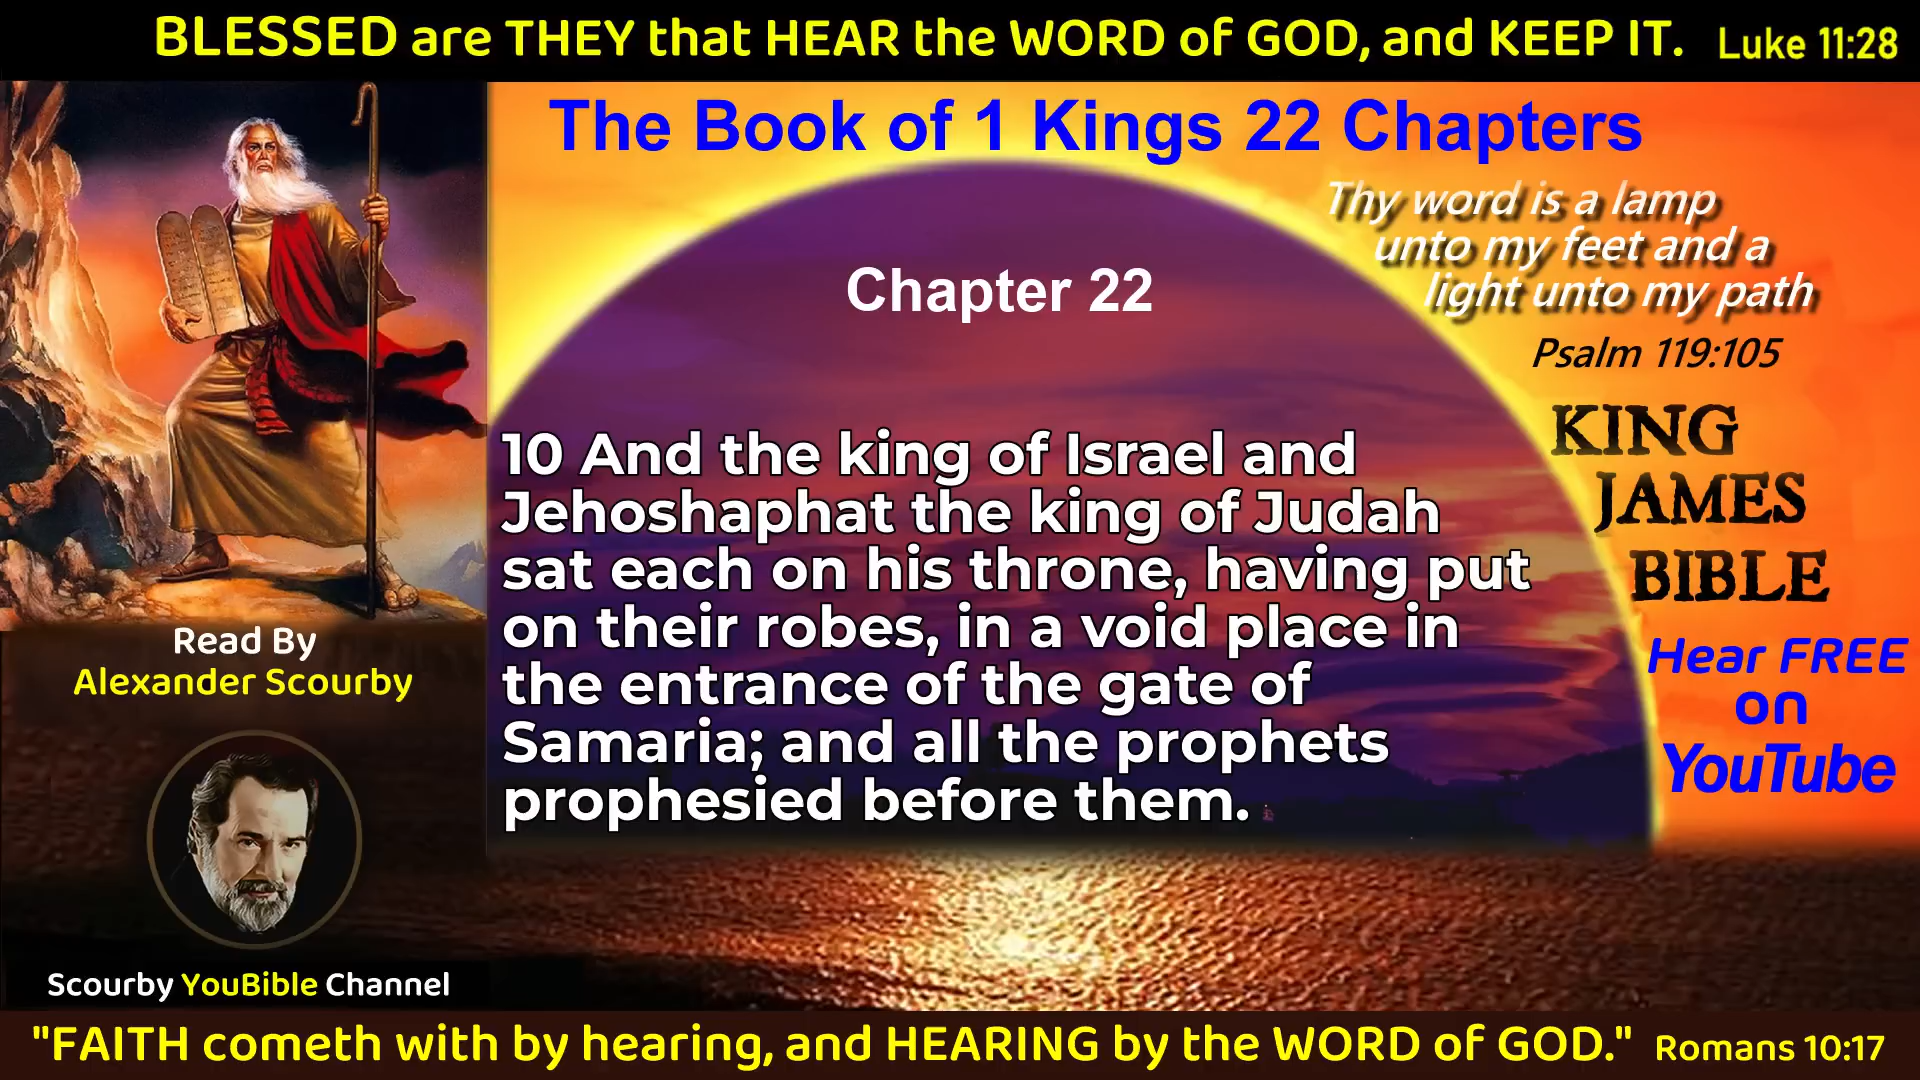 BLESSED are THEY that HEAR the WORD of GOD, and KEEP IT. Luke 11:28
The Book of 1 Kings 22 Chapters
Thy word is a lamp
unto my feet and a
light unto my path
Psalm 119:105
Chapter 22
KING
JAMES
BIBLE
10 And the king of Israel and
Jehoshaphat the king of Judah
sat each on his throne, having put
on their robes, in a void place in
the entrance of the gate of
Samaria; and all the prophets
prophesied before them.
Hear FREE
on
YouTube
Read By
Alexander Scourby
Scourby YouBible Channel
"FAITH cometh with by hearing, and HEARING by the WORD of GOD." Romans 10:17